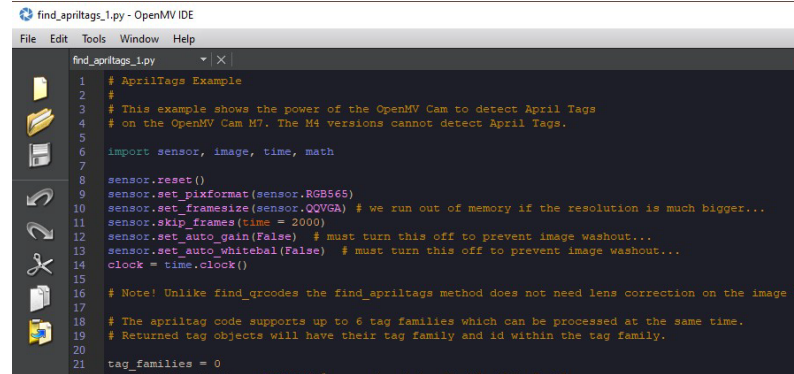 find_apriltags_1.py - OpenMV IDE
File Edit Tools Window Help
find_apriltags_1.py
1 # AprilTags Example
2 #
3 # This example shows the power of the OpenMV Cam to detect April Tags
4 # on the OpenMV Cam M7. The M4 versions cannot detect April Tags.
5
6 import sensor, image, time, math
7
8 sensor.reset()
9 sensor.set_pixformat(sensor.RGB565)
10 sensor.set_framesize(sensor.QQVGA) # we run out of memory if the resolution is much bigger...
11 sensor.skip_frames(time = 2000)
12 sensor.set_auto_gain(False)  # must turn this off to prevent image washout...
13 sensor.set_auto_whitebal(False)  # must turn this off to prevent image washout...
14 clock = time.clock()
15
16 # Note! Unlike find_qrcodes the find_apriltags method does not need lens correction on the image
17
18 # The apriltag code supports up to 6 tag families which can be processed at the same time.
19 # Returned tag objects will have their tag family and id within the tag family.
20
21 tag_families = 0